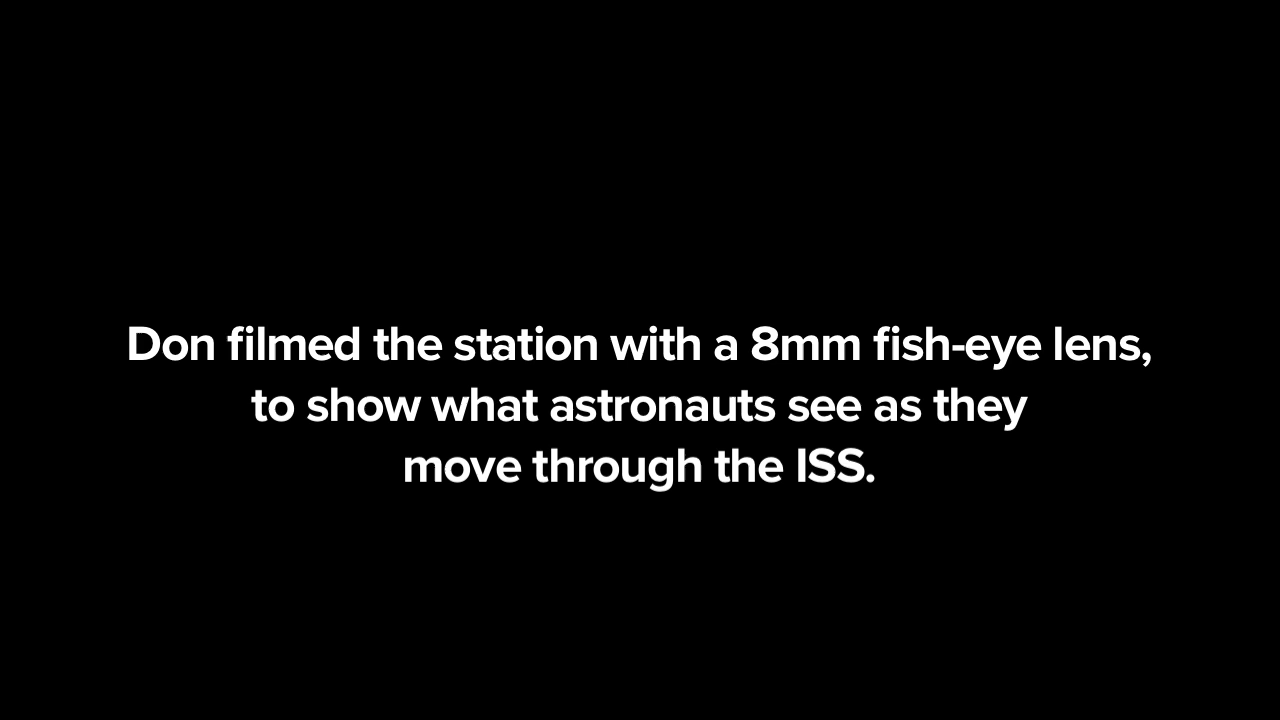 Don filmed the station with a 8mm fish-eye lens,
to show what astronauts see as they
move through the ISS.